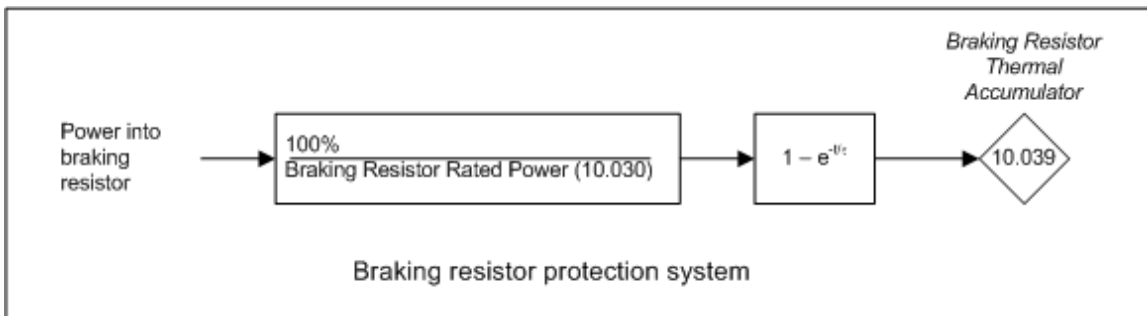 Braking Resistor
Thermal
Accumulator
Power into
braking
resistor
100%
Braking Resistor Rated Power (10.030)
1 – e^-t/τ
10.039
Braking resistor protection system